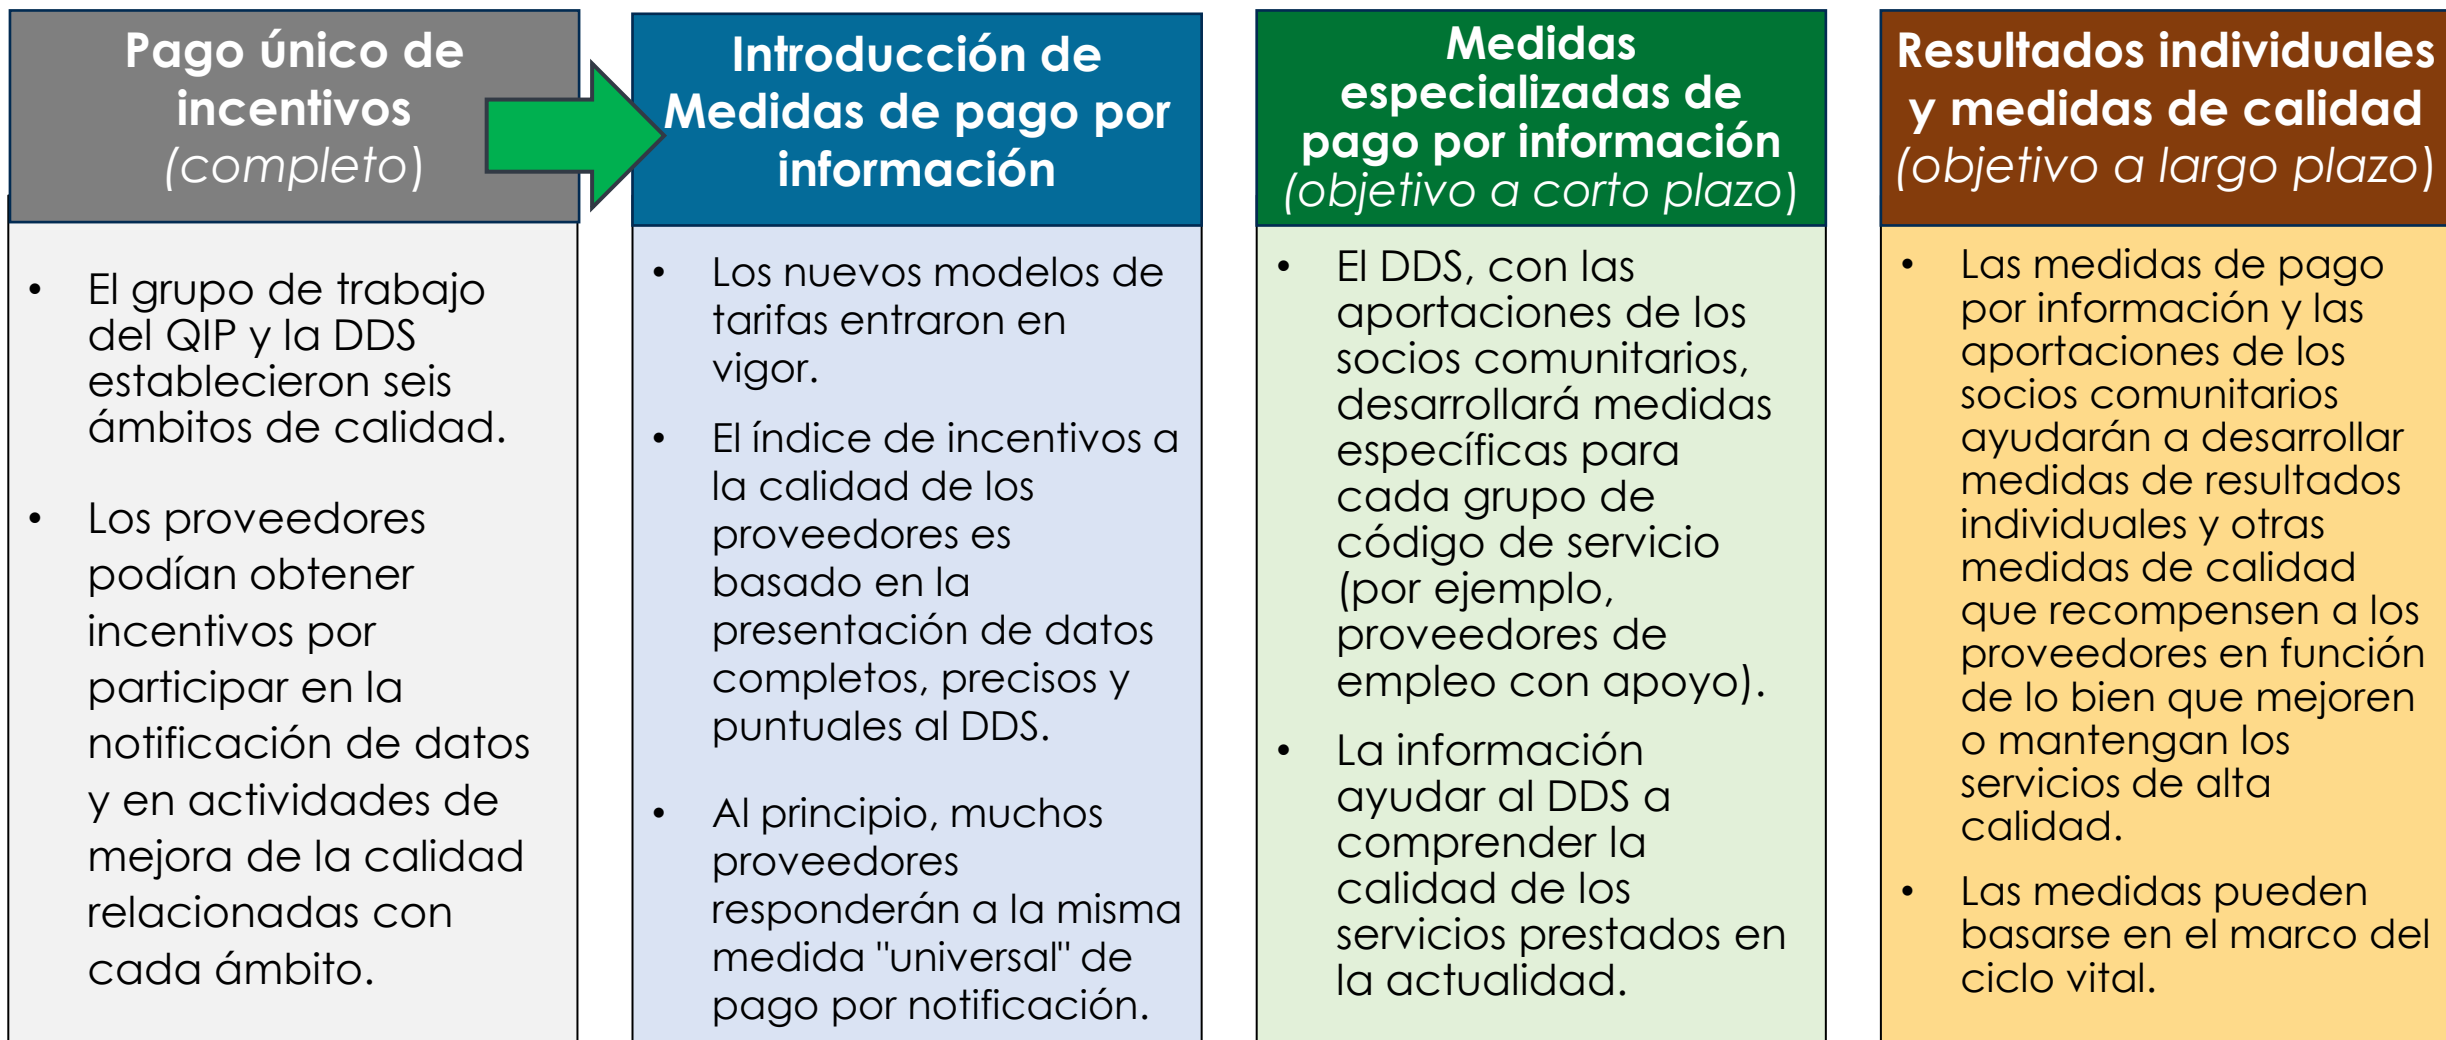 Pago único de
incentivos
(completo)
• El grupo de trabajo
del QIP y la DDS
establecieron seis
ámbitos de calidad.
• Los proveedores
podían obtener
incentivos por
participar en la
notificación de datos
y en actividades de
mejora de la calidad
relacionadas con
cada ámbito.
Introducción de
Medidas de pago por
información
• Los nuevos modelos de
tarifas entraron en
vigor.
• El índice de incentivos a
la calidad de los
proveedores es
basado en la
presentación de datos
completos, precisos y
puntuales al DDS.
• Al principio, muchos
proveedores
responderán a la misma
medida "universal" de
pago por notificación.
Medidas
especializadas de
pago por información
(objetivo a corto plazo)
• El DDS, con las
aportaciones de los
socios comunitarios,
desarrollará medidas
específicas para
cada grupo de
código de servicio
(por ejemplo,
proveedores de
empleo con apoyo).
• La información
ayudar al DDS a
comprender la
calidad de los
servicios prestados en
la actualidad.
Resultados individuales
y medidas de calidad
(objetivo a largo plazo)
• Las medidas de pago
por información y las
aportaciones de los
socios comunitarios
ayudarán a desarrollar
medidas de resultados
individuales y otras
medidas de calidad
que recompensen a los
proveedores en función
de lo bien que mejoren
o mantengan los
servicios de alta
calidad.
• Las medidas pueden
basarse en el marco del
ciclo vital.